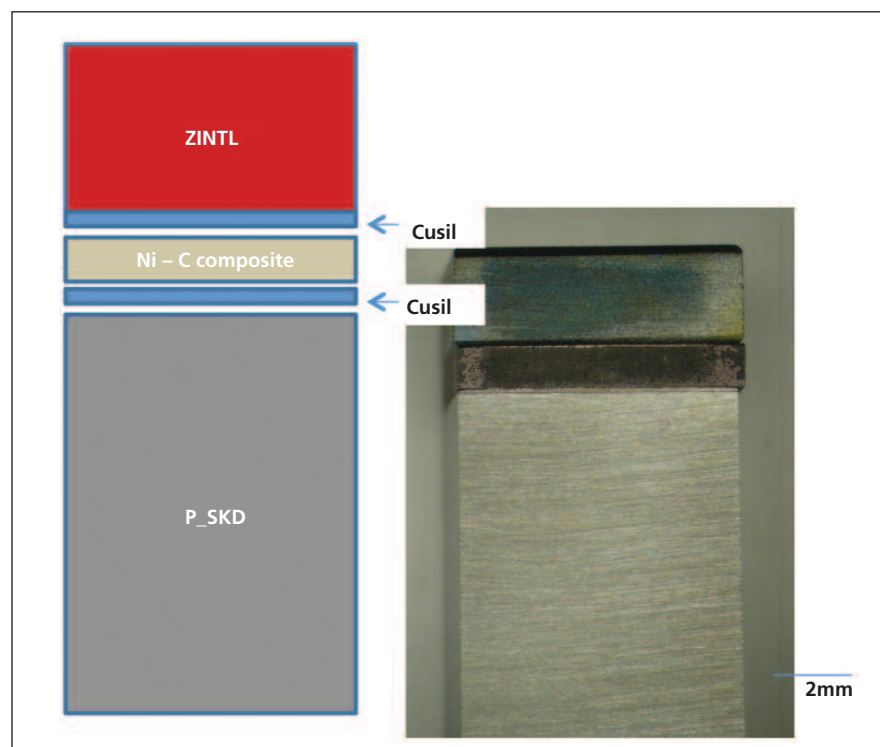 ZINTL
Cusil
Ni – C composite
Cusil
P_SKD
2mm